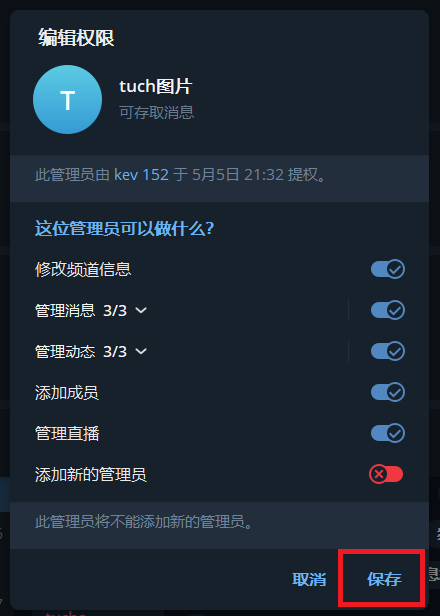 编辑权限
T
tuch图片
可存取消息
此管理员由 kev 152 于 5月5日 21:32 提权。
这位管理员可以做什么?
修改频道信息
管理消息 3/3
管理动态 3/3
添加成员
管理直播
添加新的管理员
此管理员将不能添加新的管理员。
取消
保存